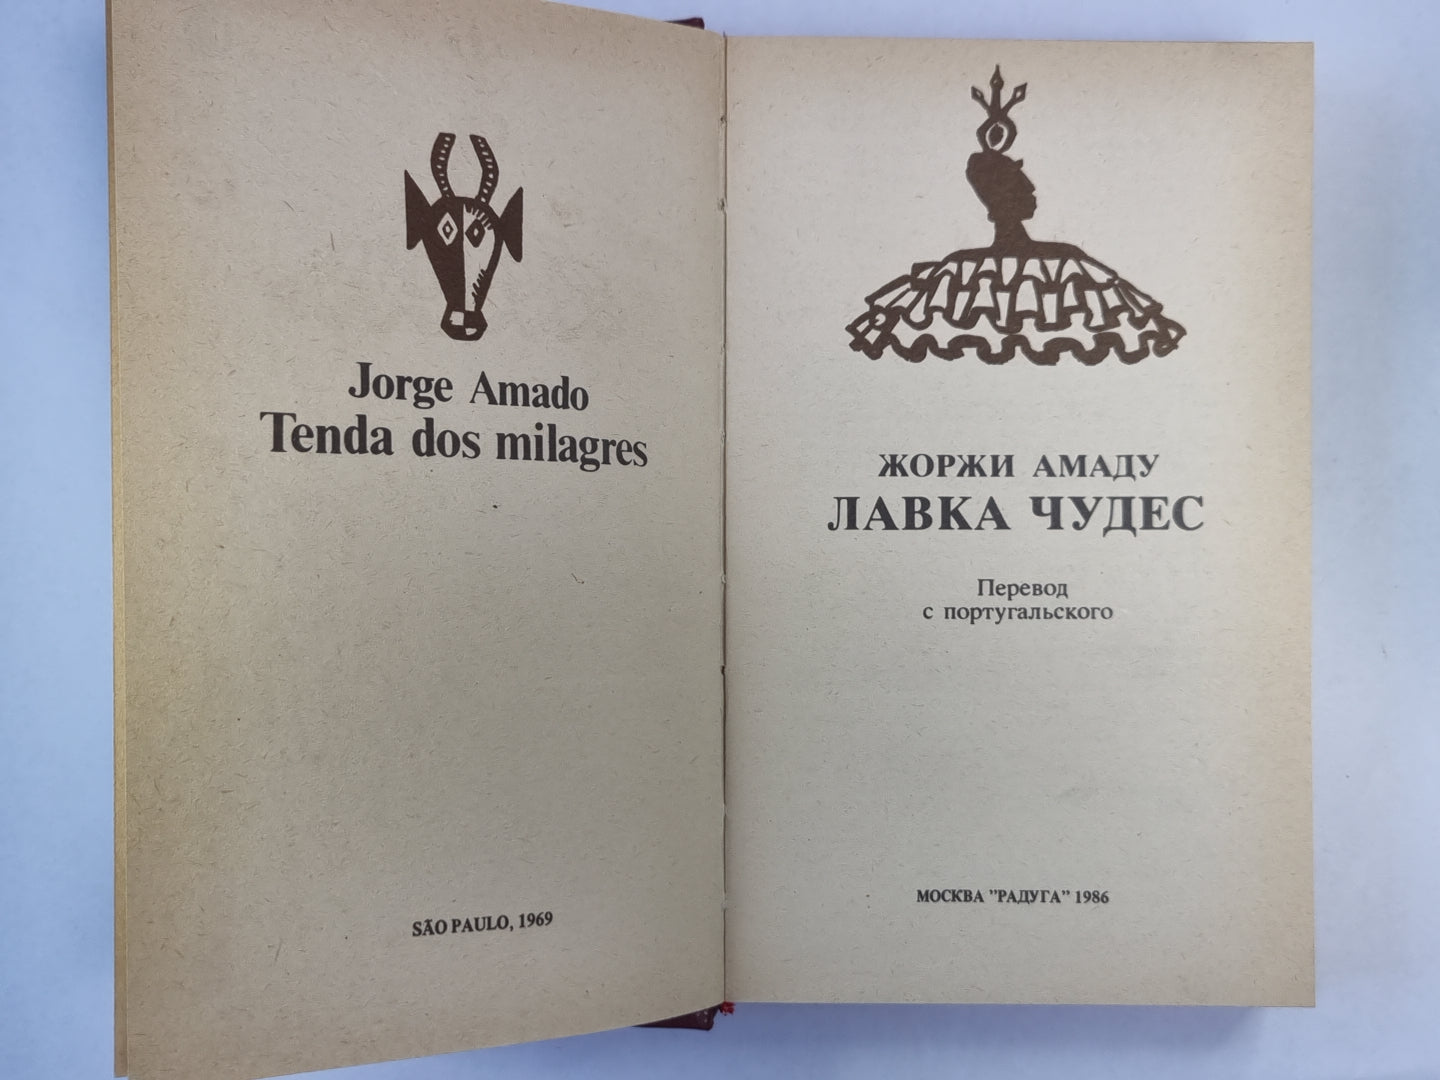 Jorge Amado
Tenda dos milagres
SÃO PAULO, 1969
ЖОРЖИ АМАДУ
ЛАВКА ЧУДЕС
Перевод
с португальского
МОСКВА "РАДУГА" 1986